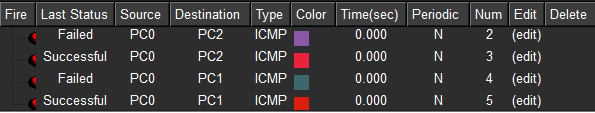 Fire Last Status Source Destination Type Color Time(sec) Periodic Num Edit Delete
Failed PC0 PC2 ICMP 0.000 N 2 (edit)
Successful PC0 PC2 ICMP 0.000 N 3 (edit)
Failed PC0 PC1 ICMP 0.000 N 4 (edit)
Successful PC0 PC1 ICMP 0.000 N 5 (edit)